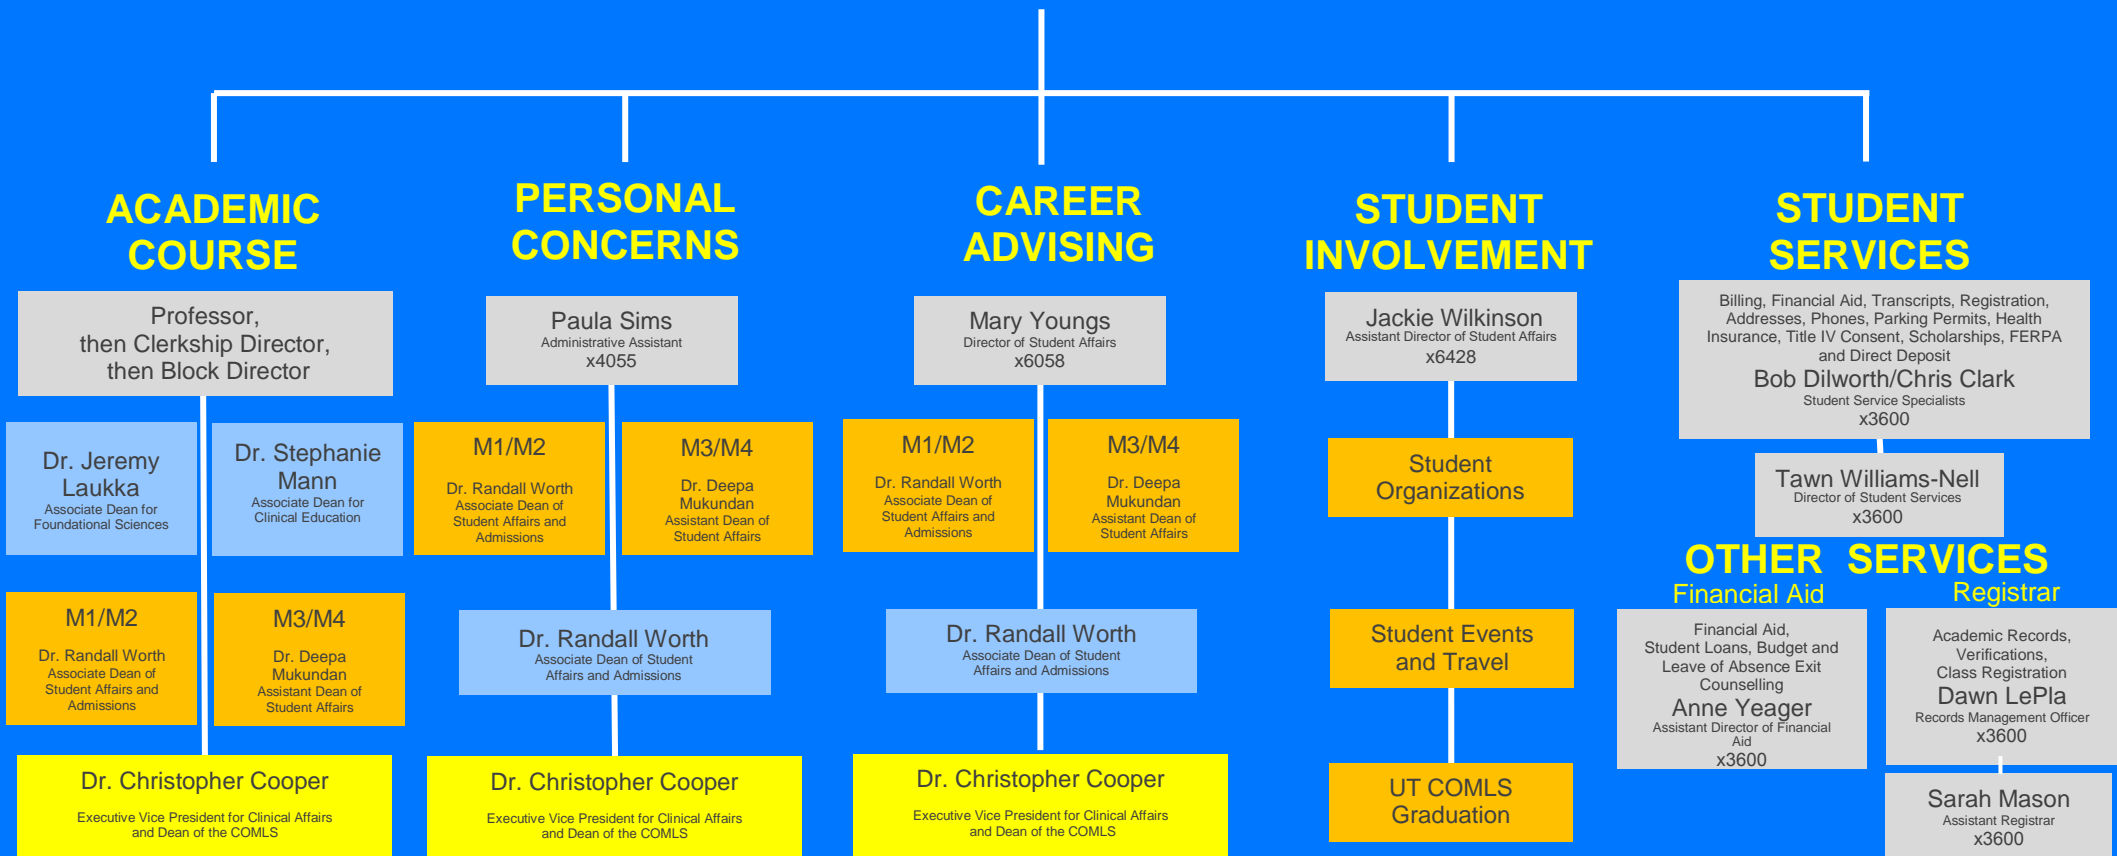 ACADEMIC
COURSE
Professor,
then Clerkship Director,
then Block Director
Dr. Jeremy
Laukka
Associate Dean for
Foundational Sciences
Dr. Stephanie
Mann
Associate Dean for
Clinical Education
M1/M2
Dr. Randall Worth
Associate Dean of
Student Affairs and
Admissions
M3/M4
Dr. Deepa
Mukundan
Assistant Dean of
Student Affairs
Dr. Christopher Cooper
Executive Vice President for Clinical Affairs
and Dean of the COMLS
PERSONAL
CONCERNS
Paula Sims
Administrative Assistant
x4055
M1/M2
Dr. Randall Worth
Associate Dean of
Student Affairs and
Admissions
M3/M4
Dr. Deepa
Mukundan
Assistant Dean of
Student Affairs
Dr. Randall Worth
Associate Dean of Student
Affairs and Admissions
Dr. Christopher Cooper
Executive Vice President for Clinical Affairs
and Dean of the COMLS
CAREER
ADVISING
Mary Youngs
Director of Student Affairs
x6058
M1/M2
Dr. Randall Worth
Associate Dean of
Student Affairs and
Admissions
M3/M4
Dr. Deepa
Mukundan
Assistant Dean of
Student Affairs
Dr. Randall Worth
Associate Dean of Student
Affairs and Admissions
Dr. Christopher Cooper
Executive Vice President for Clinical Affairs
and Dean of the COMLS
STUDENT
INVOLVEMENT
Jackie Wilkinson
Assistant Director of Student Affairs
x6428
Student
Organizations
Student Events
and Travel
UT COMLS
Graduation
STUDENT
SERVICES
Billing, Financial Aid, Transcripts, Registration,
Addresses, Phones, Parking Permits, Health
Insurance, Title IV Consent, Scholarships, FERPA
and Direct Deposit
Bob Dilworth/Chris Clark
Student Service Specialists
x3600
Tawn Williams-Nell
Director of Student Services
x3600
OTHER SERVICES
Financial Aid
Financial Aid,
Student Loans, Budget and
Leave of Absence Exit
Counselling
Anne Yeager
Assistant Director of Financial
Aid
x3600
Registrar
Academic Records,
Verifications,
Class Registration
Dawn LePla
Records Management Officer
x3600
Sarah Mason
Assistant Registrar
x3600